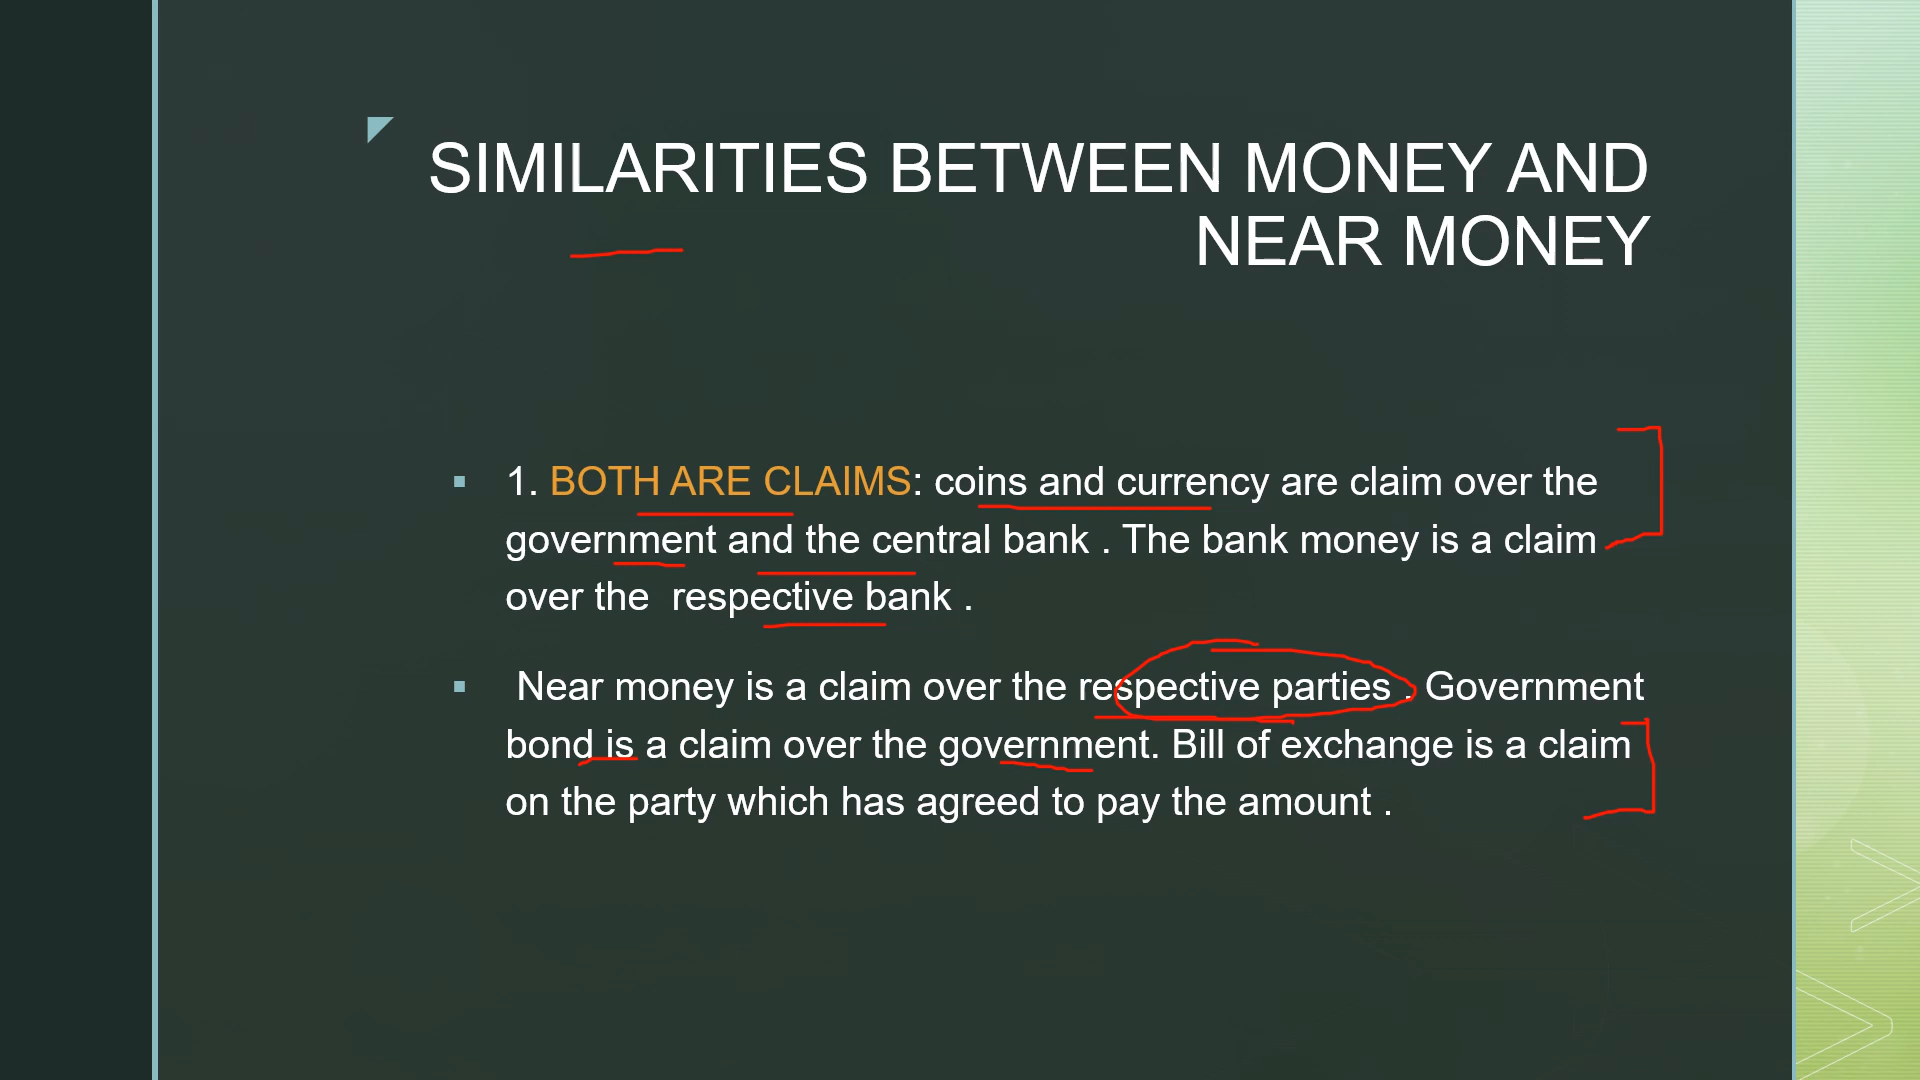 SIMILARITIES BETWEEN MONEY AND
NEAR MONEY
1. BOTH ARE CLAIMS: coins and currency are claim over the
government and the central bank . The bank money is a claim
over the  respective bank .
Near money is a claim over the respective parties . Government
bond is a claim over the government. Bill of exchange is a claim
on the party which has agreed to pay the amount .